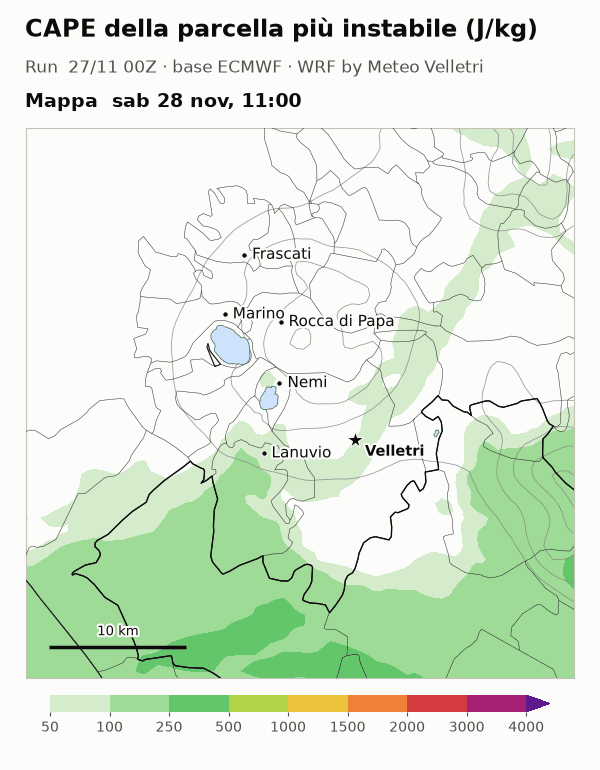 CAPE della parcella più instabile (J/kg)
Run  27/11 00Z · base ECMWF · WRF by Meteo Velletri
Mappa  sab 28 nov, 11:00
Frascati
Marino
Rocca di Papa
Nemi
Velletri
Lanuvio
10 km
50 100 250 500 1000 1500 2000 3000 4000